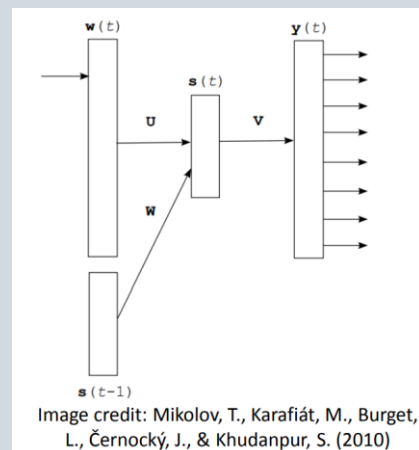 w(t)
y(t)
s(t)
U
V
W
s(t-1)
Image credit: Mikolov, T., Karafiát, M., Burget,
L., Černocký, J., & Khudanpur, S. (2010)